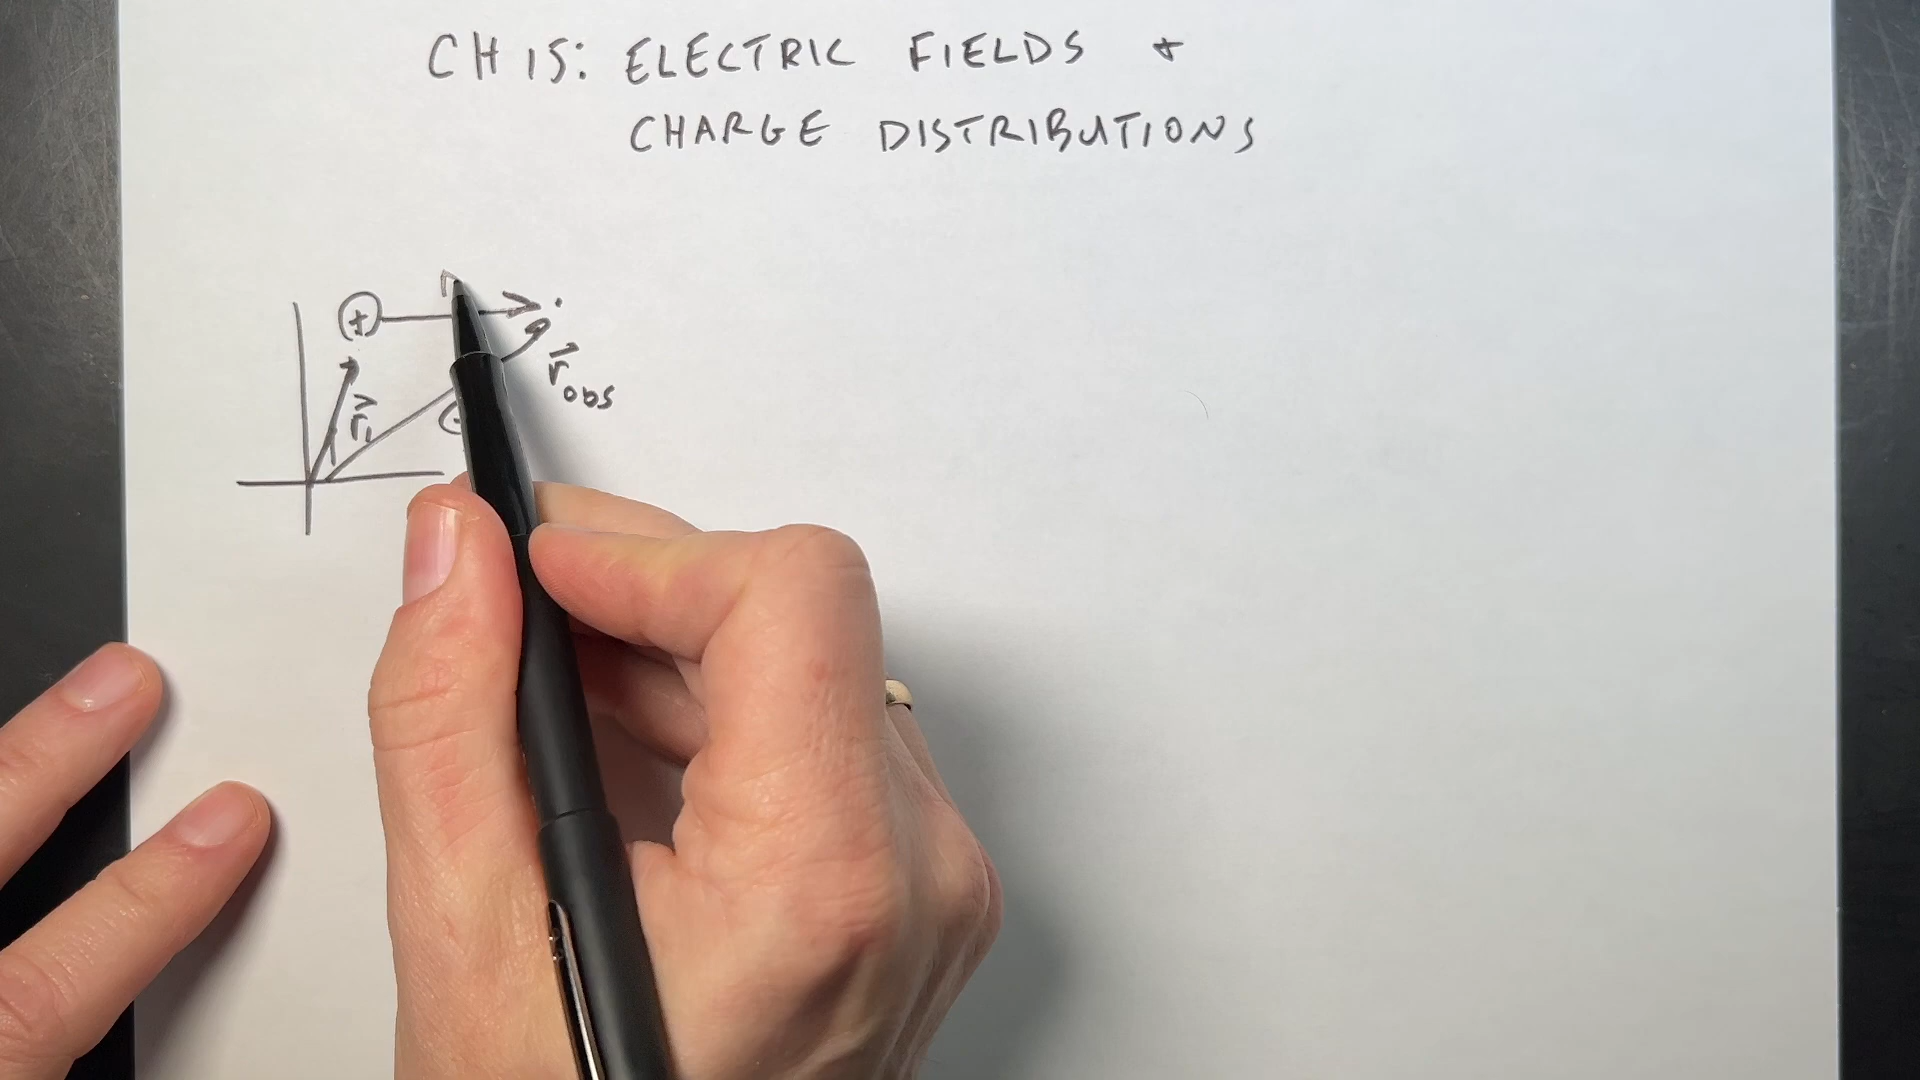 CH 15: ELECTRIC FIELDS +
CHARGE DISTRIBUTIONS
+
r⃗obs
r⃗1